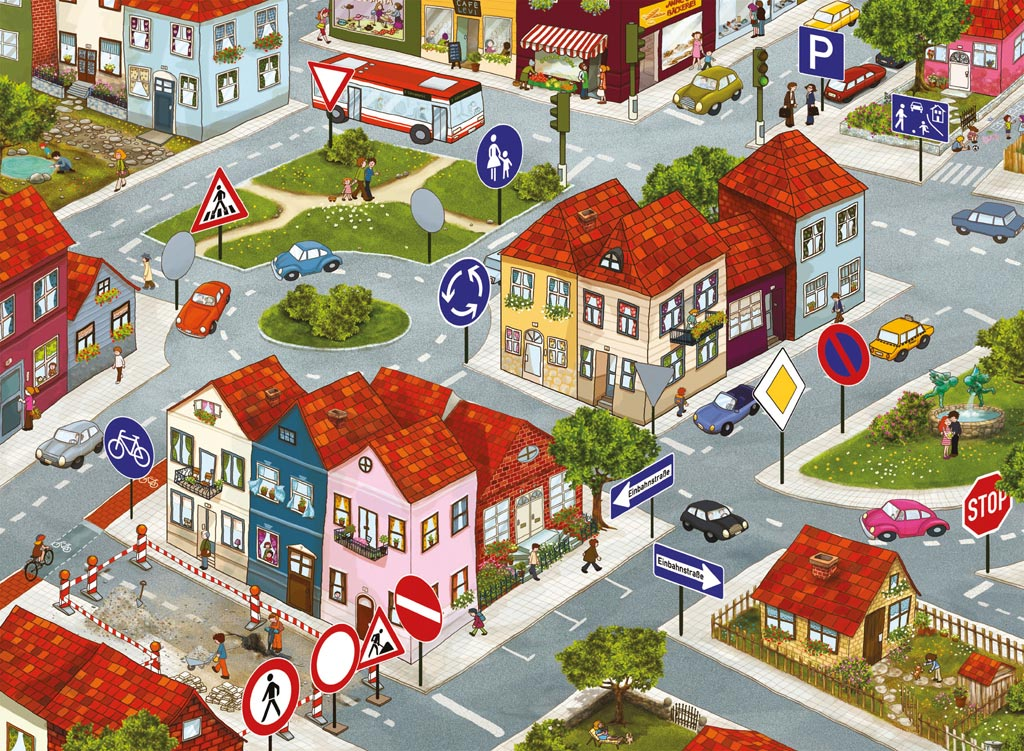 CAFE
BÄCKEREI
P
Einbahnstraße
STOP
Einbahnstraße